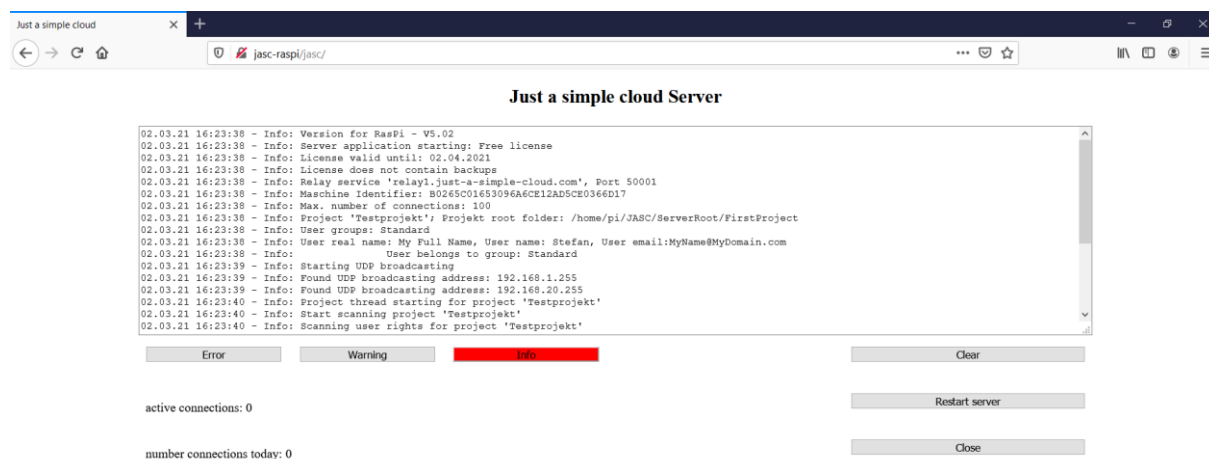 Just a simple cloud
jasc-raspi/jasc/
Just a simple cloud Server
02.03.21 16:23:38 - Info: Version for RasPi - V5.02
02.03.21 16:23:38 - Info: Server application starting: Free license
02.03.21 16:23:38 - Info: License valid until: 02.04.2021
02.03.21 16:23:38 - Info: License does not contain backups
02.03.21 16:23:38 - Info: Relay service 'relay1.just-a-simple-cloud.com', Port 50001
02.03.21 16:23:38 - Info: Maschine Identifier: B0265C01653096A6CE12AD5CE0366D17
02.03.21 16:23:38 - Info: Max. number of connections: 100
02.03.21 16:23:38 - Info: Project 'Testprojekt'; Projekt root folder: /home/pi/JASC/ServerRoot/FirstProject
02.03.21 16:23:38 - Info: User groups: Standard
02.03.21 16:23:38 - Info: User real name: My Full Name, User name: Stefan, User email:MyName@MyDomain.com
02.03.21 16:23:38 - Info: User belongs to group: Standard
02.03.21 16:23:39 - Info: Starting UDP broadcasting
02.03.21 16:23:39 - Info: Found UDP broadcasting address: 192.168.1.255
02.03.21 16:23:39 - Info: Found UDP broadcasting address: 192.168.20.255
02.03.21 16:23:40 - Info: Project thread starting for project 'Testprojekt'
02.03.21 16:23:40 - Info: Start scanning project 'Testprojekt'
02.03.21 16:23:40 - Info: Scanning user rights for project 'Testprojekt'
Error Warning Info Clear
active connections: 0 Restart server
number connections today: 0 Close